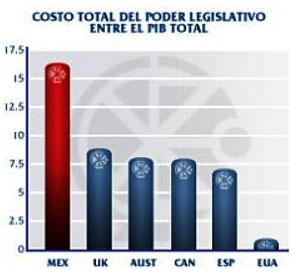 COSTO TOTAL DEL PODER LEGISLATIVO
ENTRE EL PIB TOTAL
17.5
15
12.5
10
7.5
5
2.5
0
MEX UK AUST CAN ESP EUA